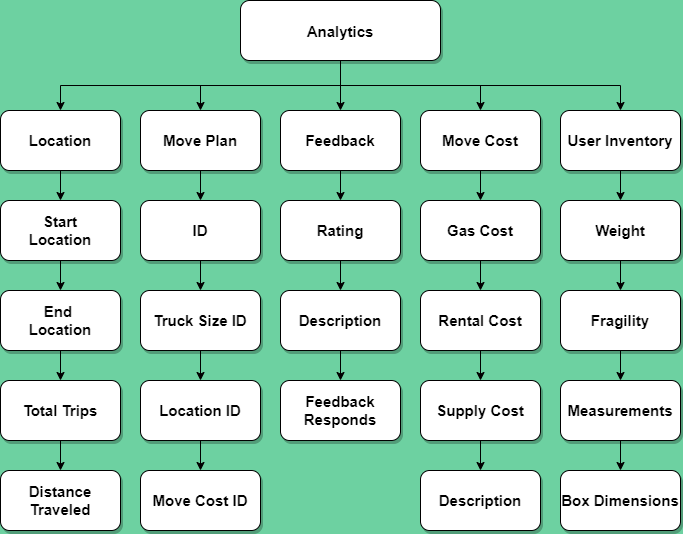 Analytics
Location
Move Plan
Feedback
Move Cost
User Inventory
Start
Location
ID
Rating
Gas Cost
Weight
End
Location
Truck Size ID
Description
Rental Cost
Fragility
Total Trips
Location ID
Feedback
Responds
Supply Cost
Measurements
Distance
Traveled
Move Cost ID
Description
Box Dimensions